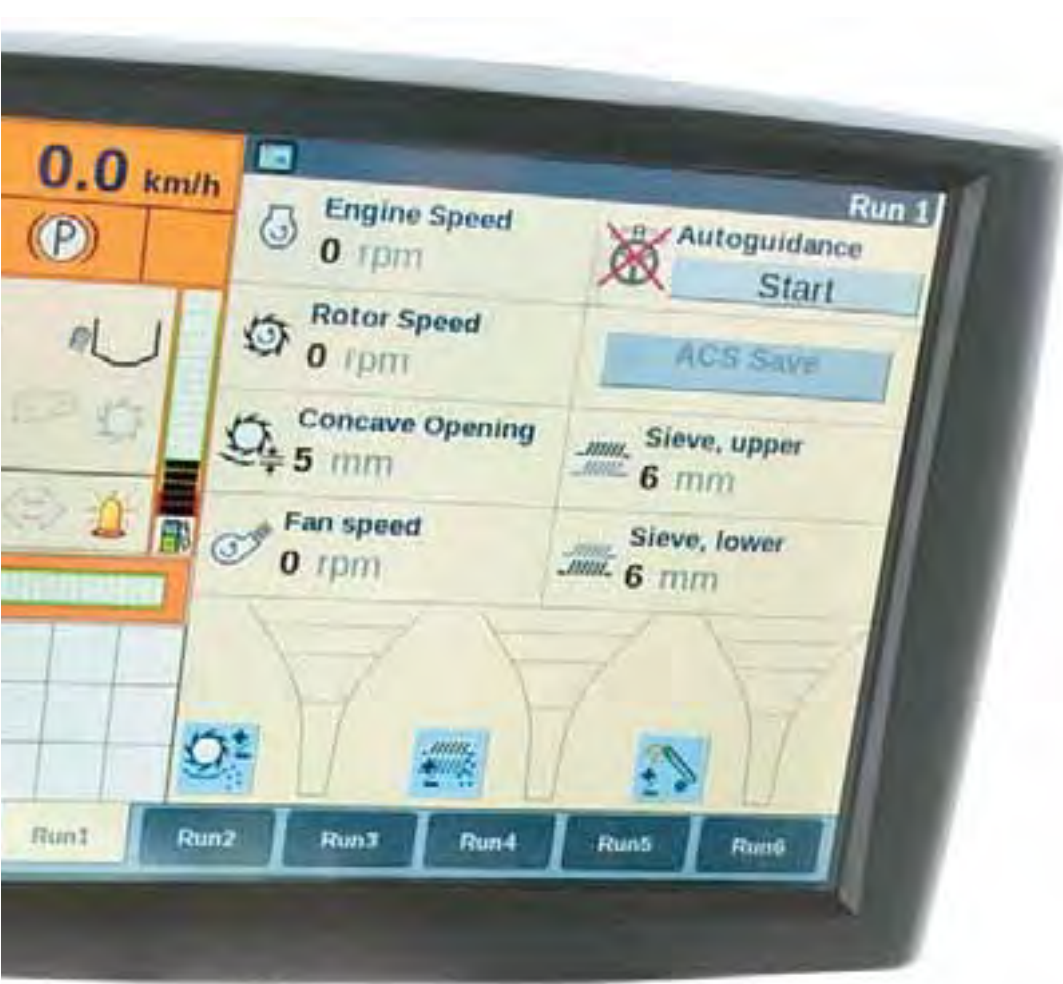 0.0 km/h
(P)
Run 1
Engine Speed
0 rpm
Autoguidance
Start
Rotor Speed
0 rpm
ACS Save
Concave Opening
5 mm
Sieve, upper
6 mm
Fan speed
0 rpm
Sieve, lower
6 mm
Run1
Run2
Run3
Run4
Run5
Run6